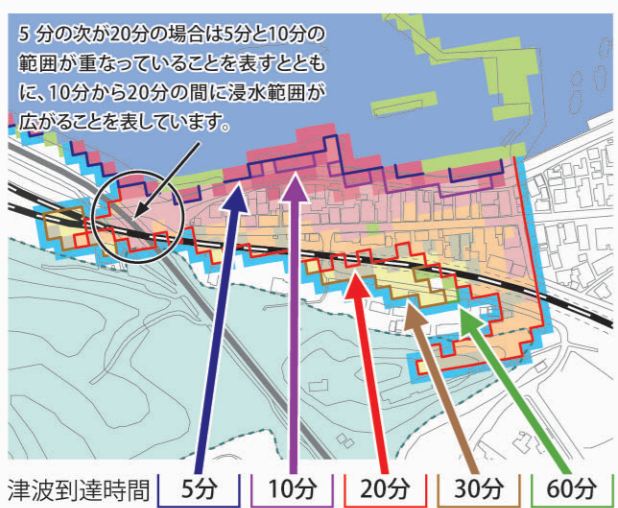 5 分の次が20分の場合は5分と10分の
範囲が重なっていることを表すととも
に、10分から20分の間に浸水範囲が
広がることを表しています。
津波到達時間 5分 10分 20分 30分 60分